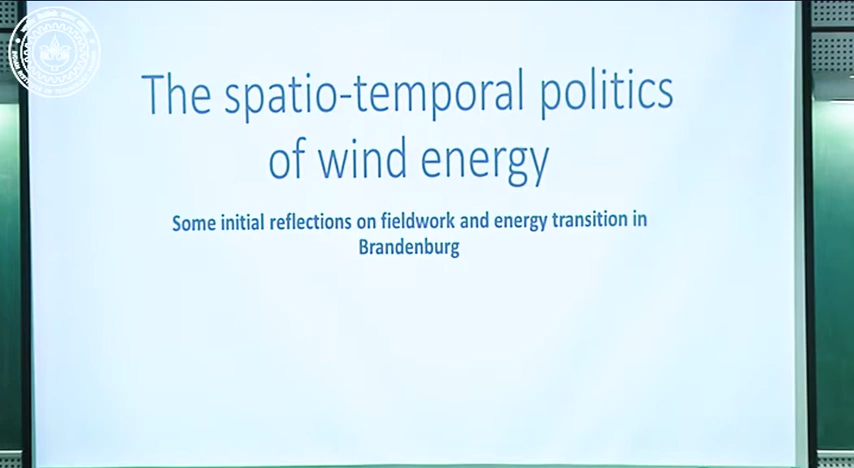 The spatio-temporal politics
of wind energy
Some initial reflections on fieldwork and energy transition in
Brandenburg